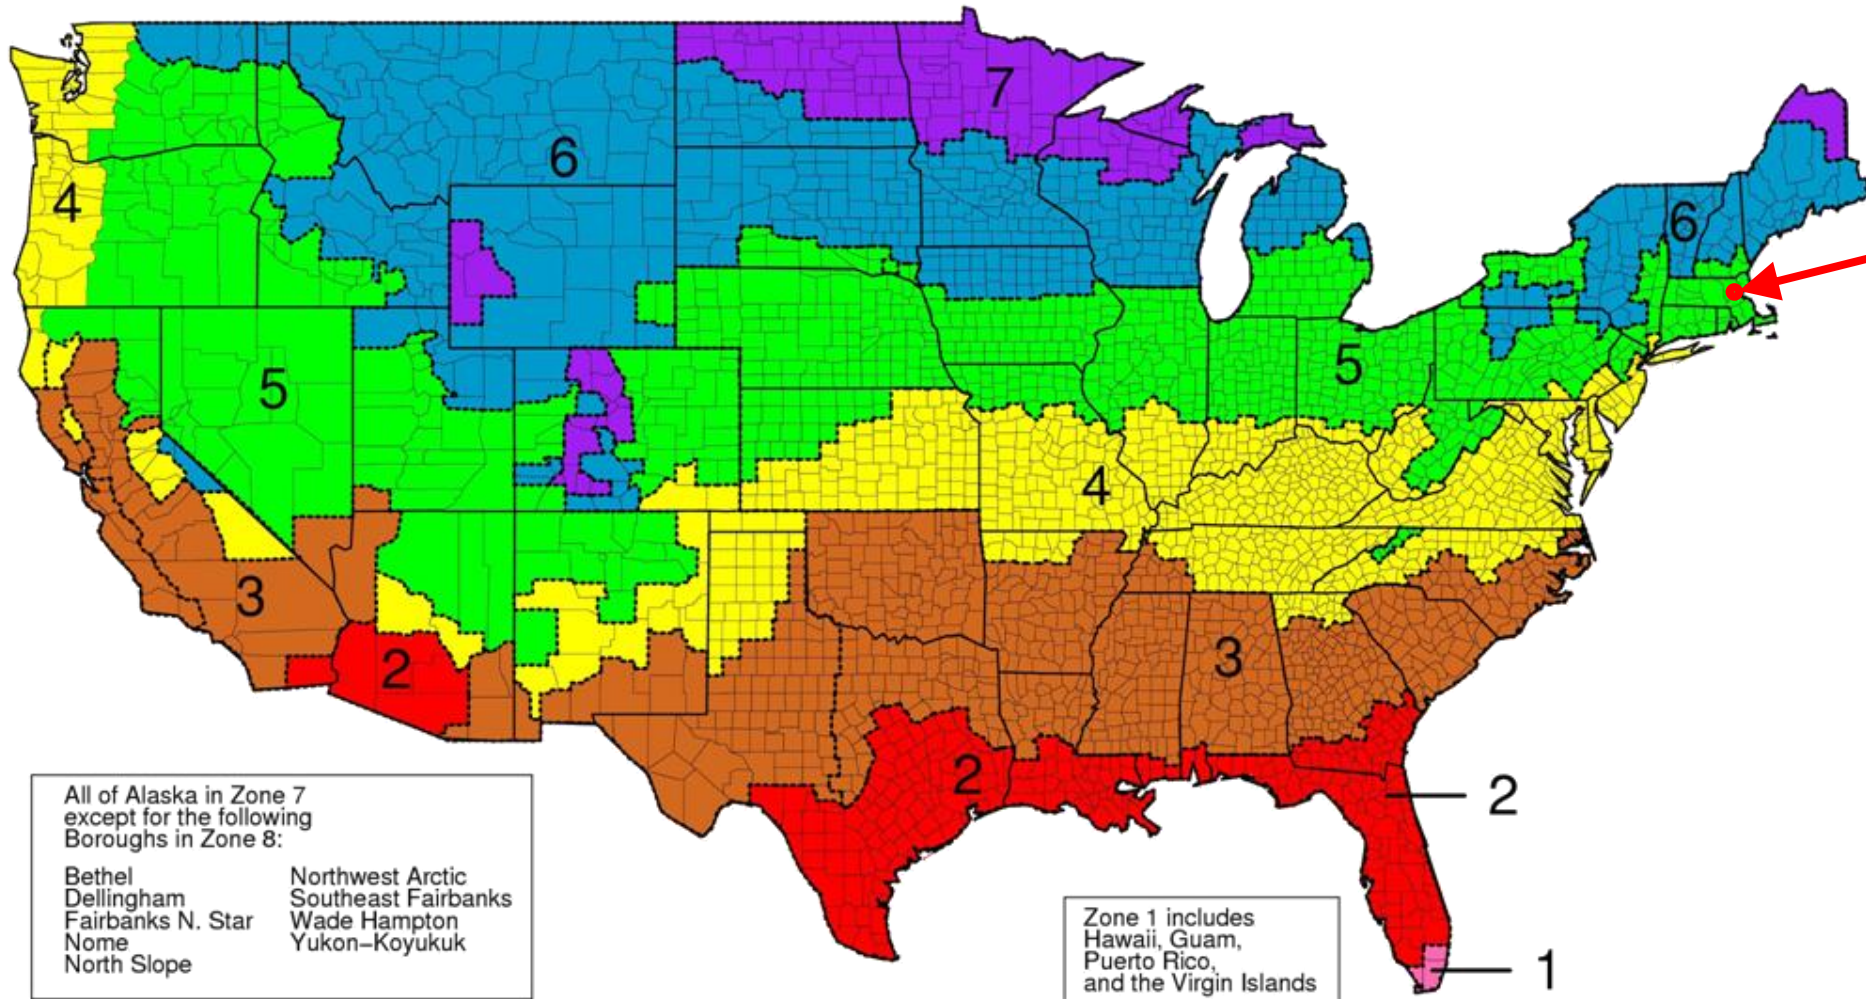 7
6
4
6
5
5
4
3
2
3
2
2
1
All of Alaska in Zone 7
except for the following
Boroughs in Zone 8:
Bethel Northwest Arctic
Dellingham Southeast Fairbanks
Fairbanks N. Star Wade Hampton
Nome Yukon–Koyukuk
North Slope
Zone 1 includes
Hawaii, Guam,
Puerto Rico,
and the Virgin Islands